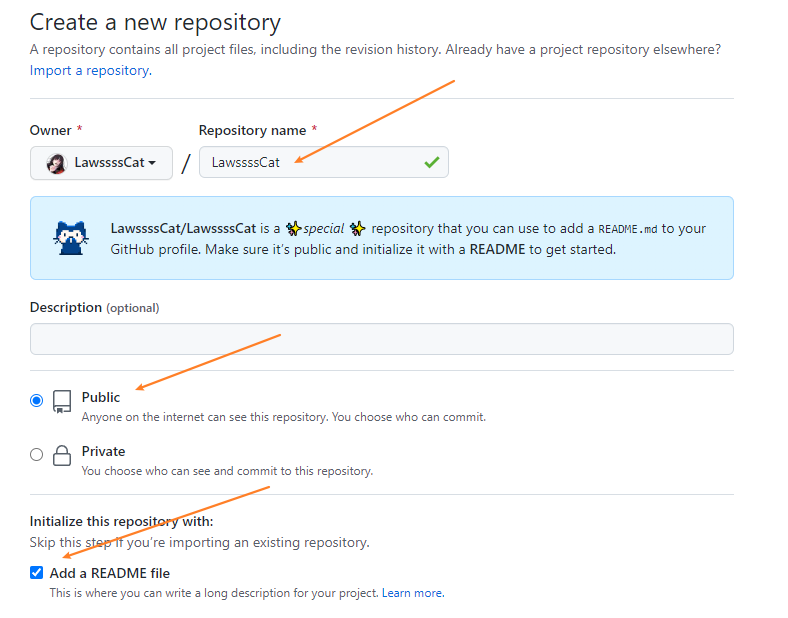 Create a new repository
A repository contains all project files, including the revision history. Already have a project repository elsewhere?
Import a repository.
Owner * Repository name *
LawssssCat / LawssssCat
LawssssCat/LawssssCat is a ✨special ✨ repository that you can use to add a README.md to your
GitHub profile. Make sure it's public and initialize it with a README to get started.
Description (optional)
Public
Anyone on the internet can see this repository. You choose who can commit.
Private
You choose who can see and commit to this repository.
Initialize this repository with:
Skip this step if you're importing an existing repository.
Add a README file
This is where you can write a long description for your project. Learn more.